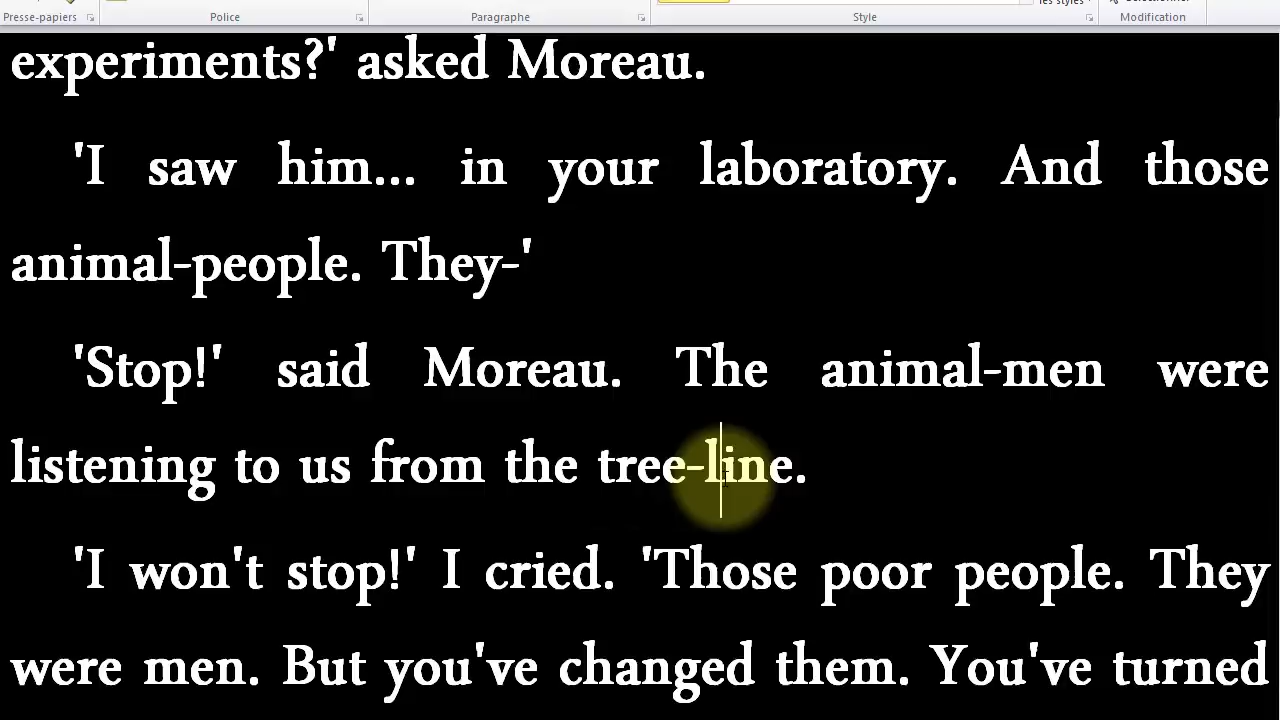 Presse-papiers Police Paragraphe Style Modification
experiments?' asked Moreau.
'I saw him... in your laboratory. And those
animal-people. They-'
'Stop!' said Moreau. The animal-men were
listening to us from the tree-line.
'I won't stop!' I cried. 'Those poor people. They
were men. But you've changed them. You've turned